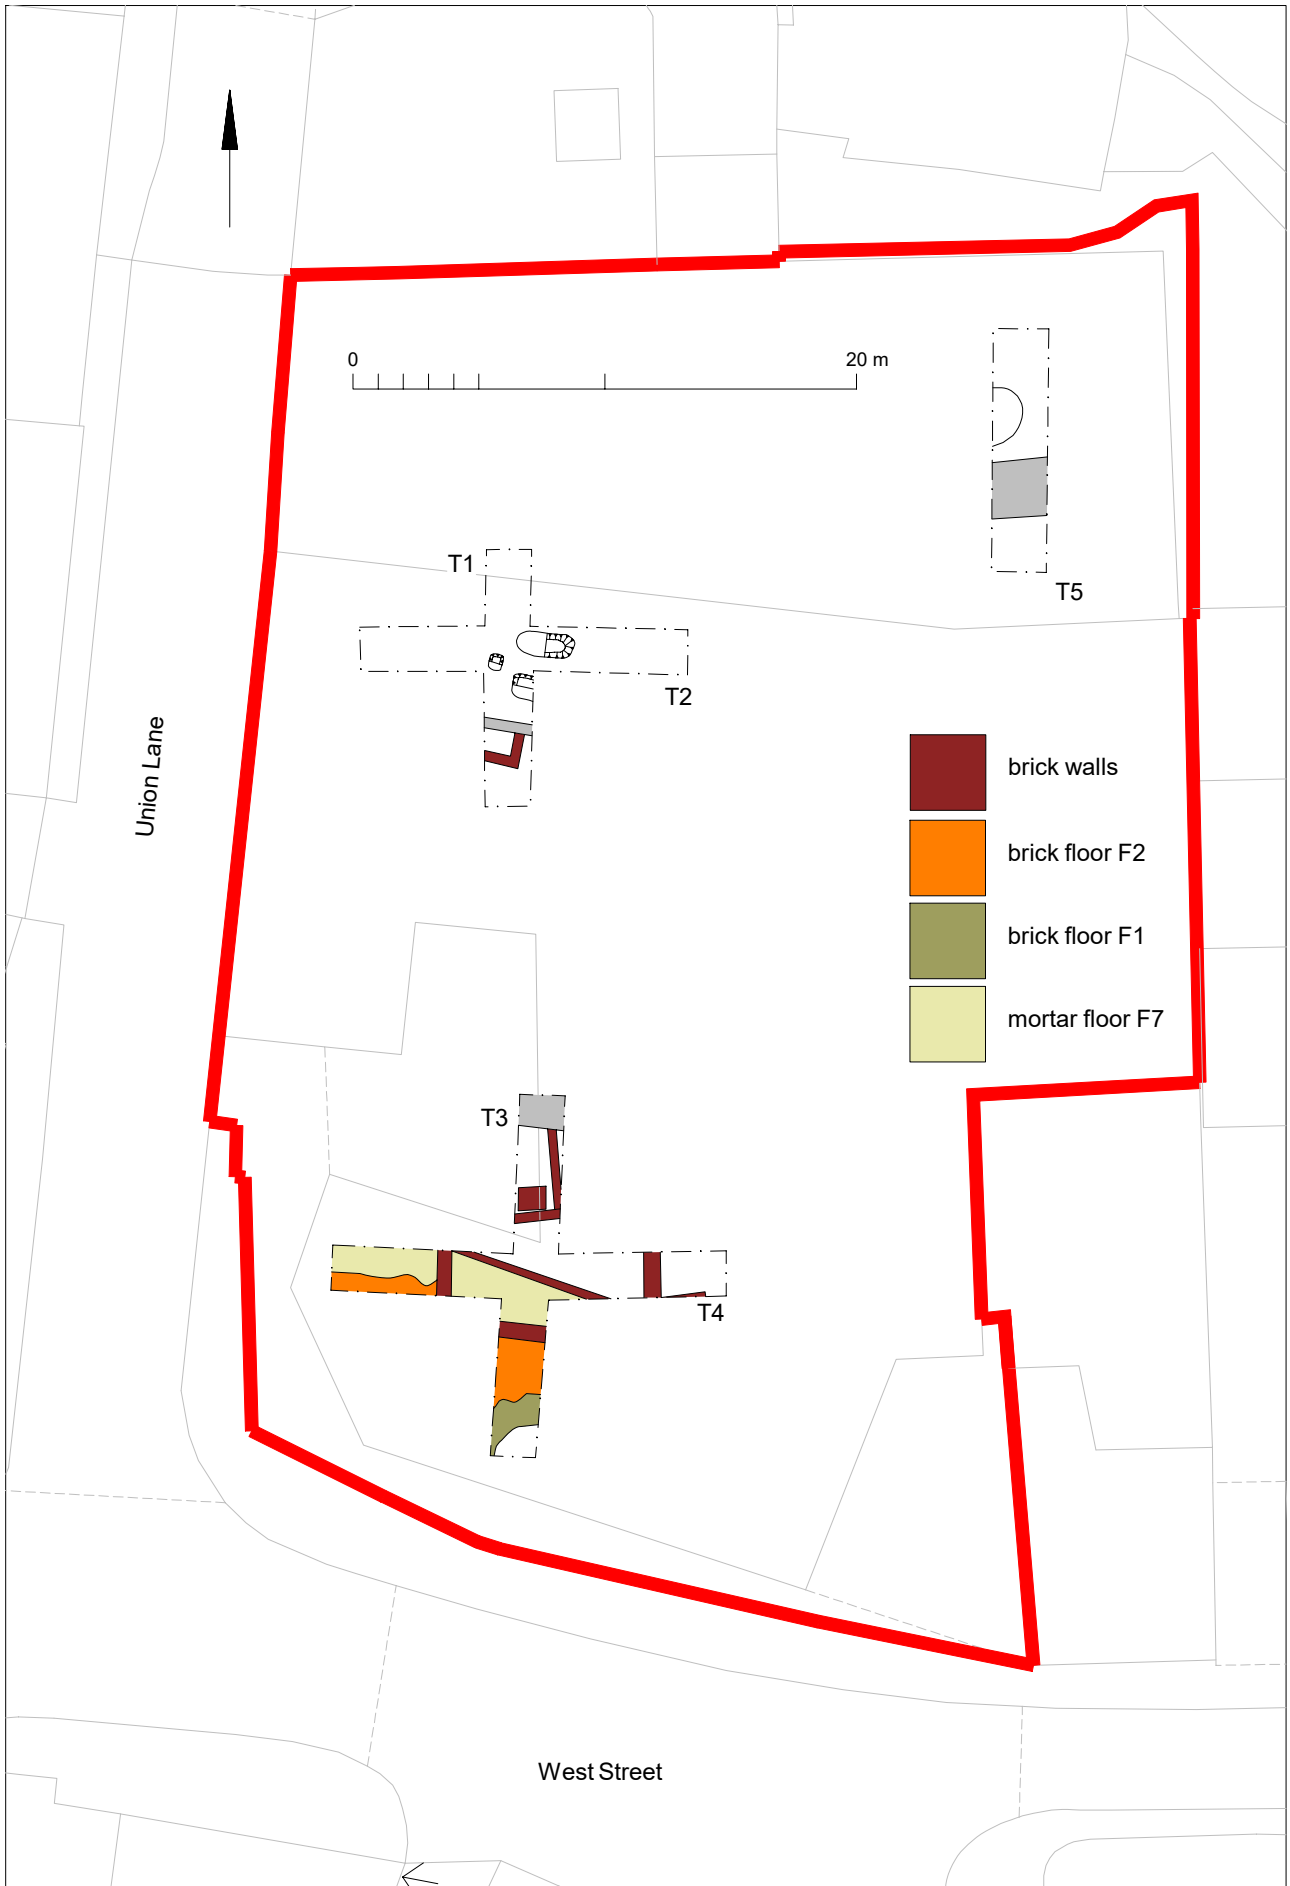 0
20 m
T1
T5
T2
Union Lane
brick walls
brick floor F2
brick floor F1
mortar floor F7
T3
T4
West Street